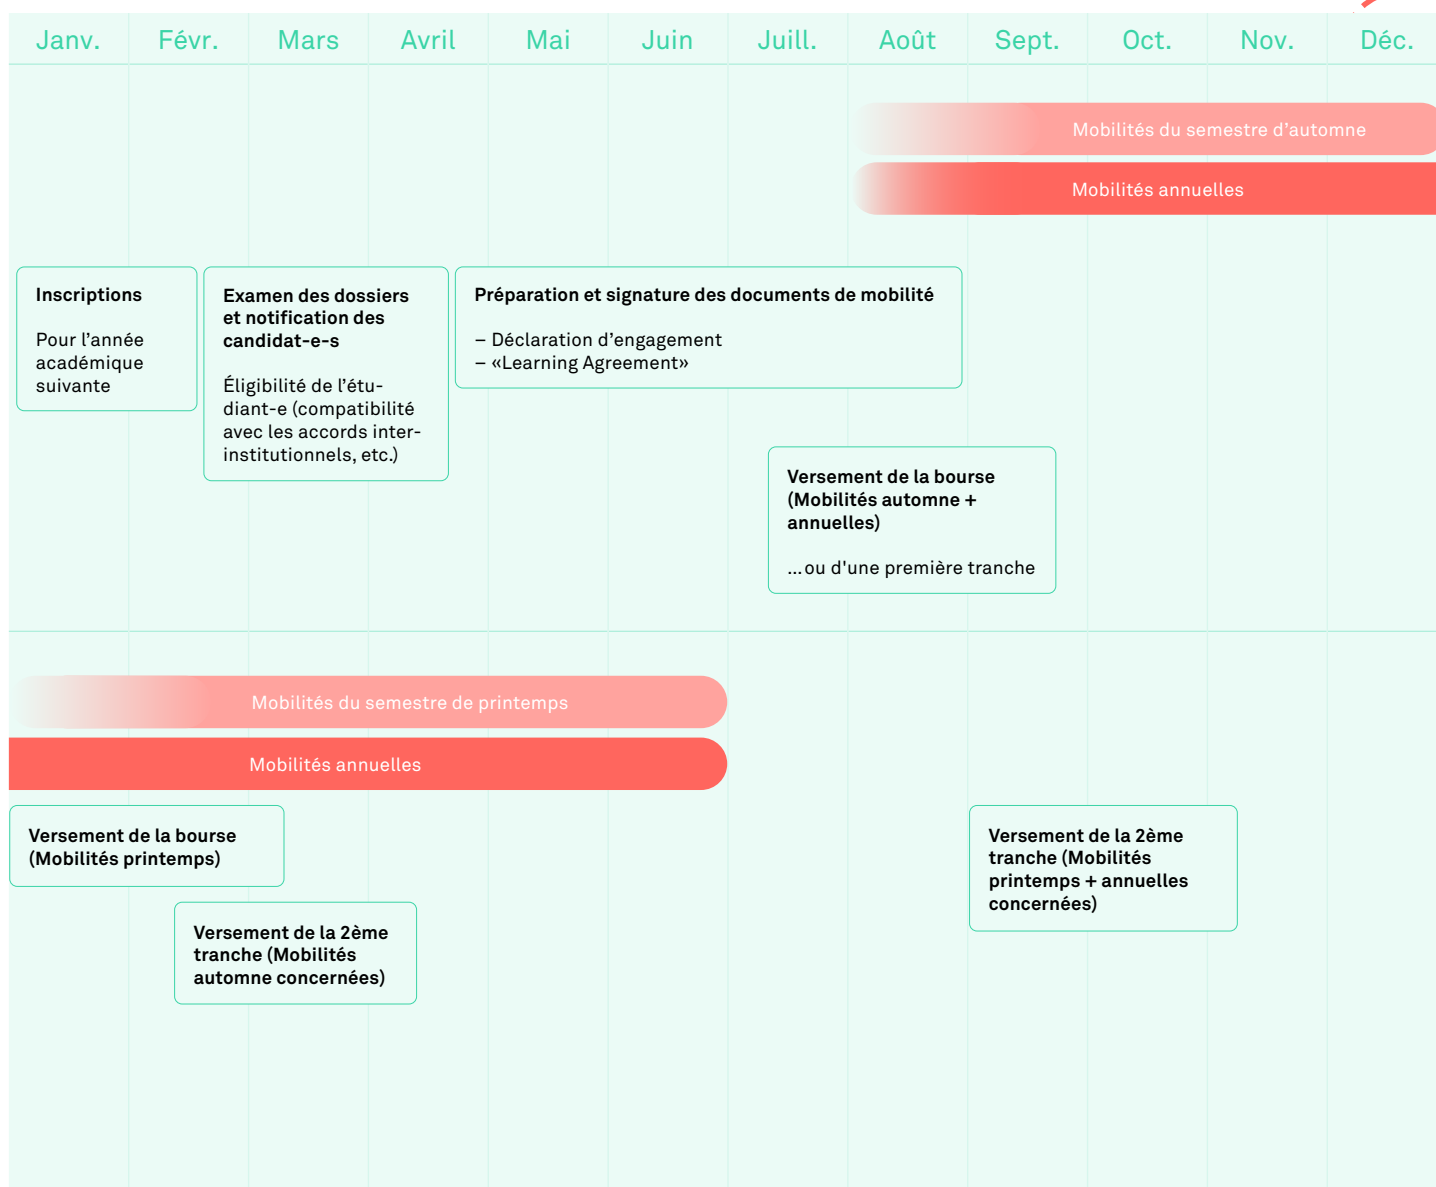 Janv. Févr. Mars Avril Mai Juin Juill. Août Sept. Oct. Nov. Déc.
Mobilités du semestre d’automne
Mobilités annuelles
Inscriptions
Pour l’année
académique
suivante
Examen des dossiers
et notification des
candidat-e-s
Éligibilité de l’étu-
diant-e (compatibilité
avec les accords inter-
institutionnels, etc.)
Préparation et signature des documents de mobilité
– Déclaration d’engagement
– «Learning Agreement»
Versement de la bourse
(Mobilités automne +
annuelles)
...ou d'une première tranche
Mobilités du semestre de printemps
Mobilités annuelles
Versement de la bourse
(Mobilités printemps)
Versement de la 2ème
tranche (Mobilités
automne concernées)
Versement de la 2ème
tranche (Mobilités
printemps + annuelles
concernées)